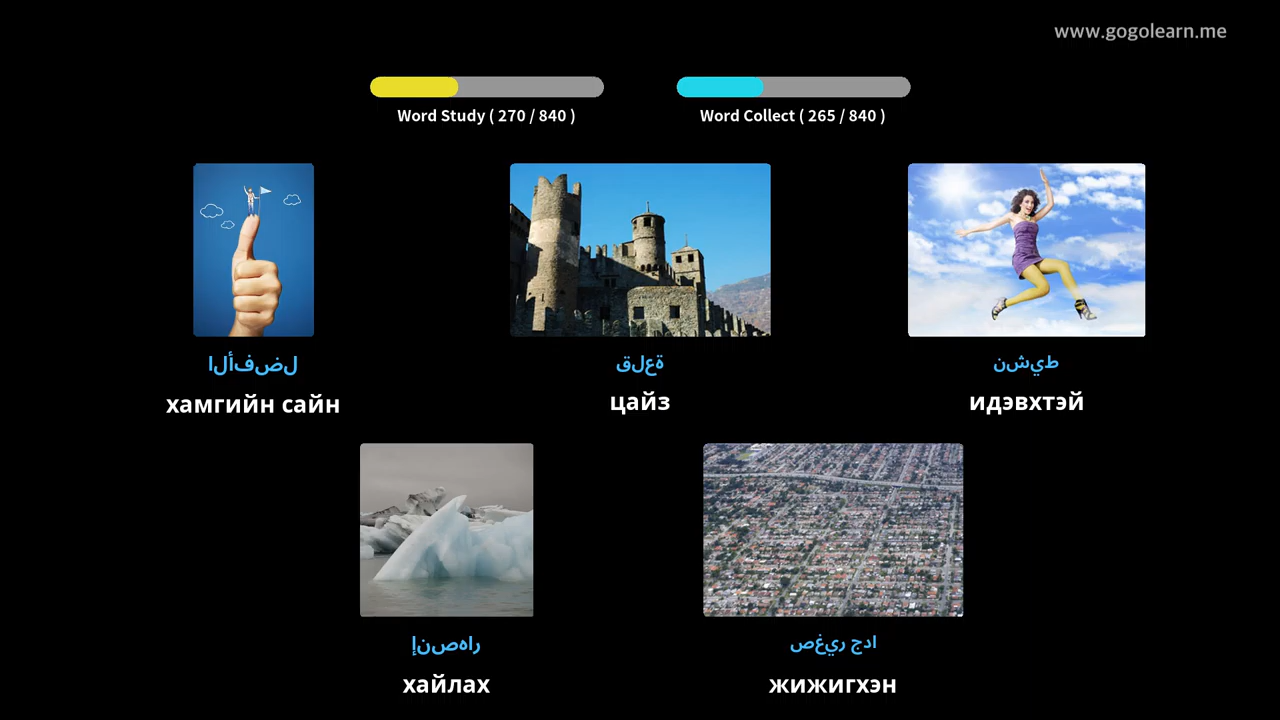 www.gogolearn.me
Word Study ( 270 / 840 )
Word Collect ( 265 / 840 )
الأفضل
хамгийн сайн
قلعة
цайз
نشيط
идэвхтэй
إنصهار
хайлах
صغير جدا
жижигхэн